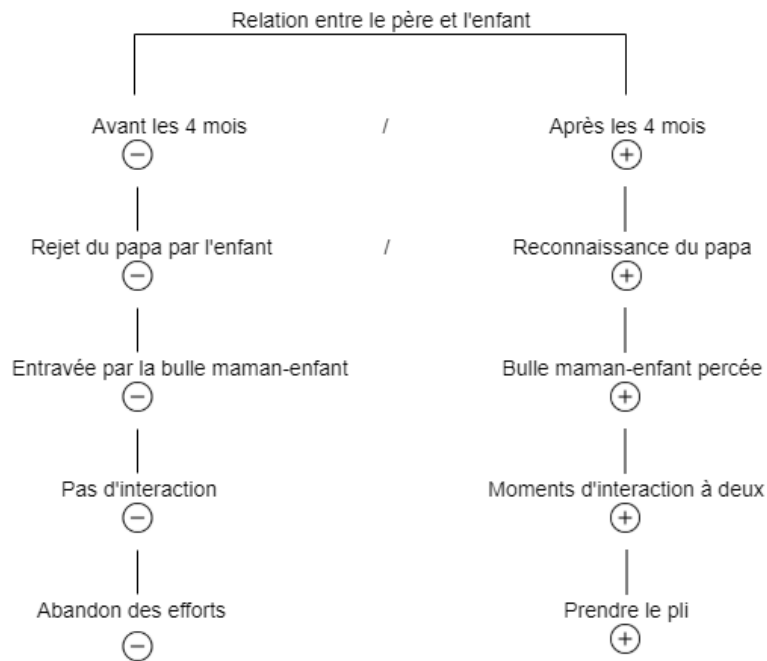 Relation entre le père et l'enfant
Avant les 4 mois / Après les 4 mois
− +
Rejet du papa par l'enfant / Reconnaissance du papa
− +
Entravée par la bulle maman-enfant Bulle maman-enfant percée
− +
Pas d'interaction Moments d'interaction à deux
− +
Abandon des efforts Prendre le pli
− +